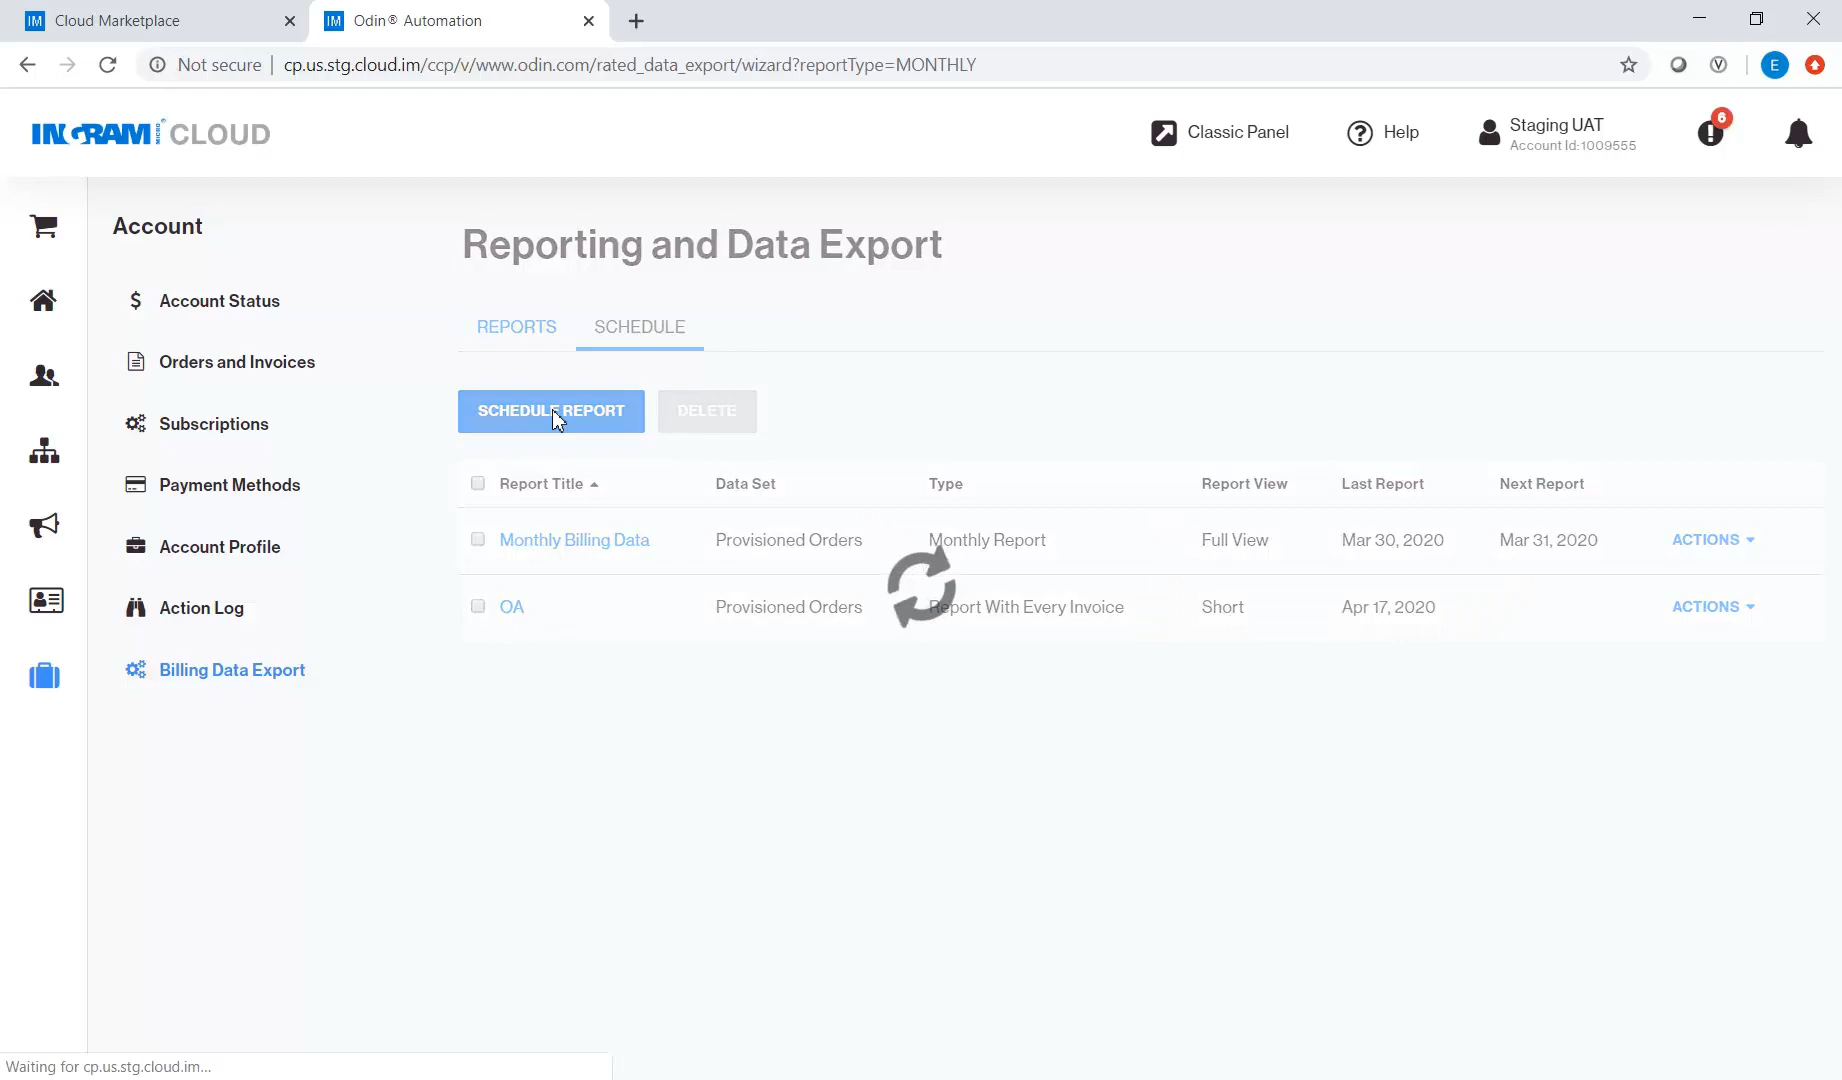 IM Cloud Marketplace
IM Odin® Automation
Not secure | cp.us.stg.cloud.im/ccp/v/www.odin.com/rated_data_export/wizard?reportType=MONTHLY
E
INGRAM MICRO® CLOUD
Classic Panel
Help
Staging UAT
Account Id:1009555
6
Account
Account Status
Orders and Invoices
Subscriptions
Payment Methods
Account Profile
Action Log
Billing Data Export
Reporting and Data Export
REPORTS SCHEDULE
SCHEDULE REPORT DELETE
Report Title Data Set Type Report View Last Report Next Report
Monthly Billing Data Provisioned Orders Monthly Report Full View Mar 30, 2020 Mar 31, 2020 ACTIONS
OA Provisioned Orders Report With Every Invoice Short Apr 17, 2020 ACTIONS
Waiting for cp.us.stg.cloud.im...